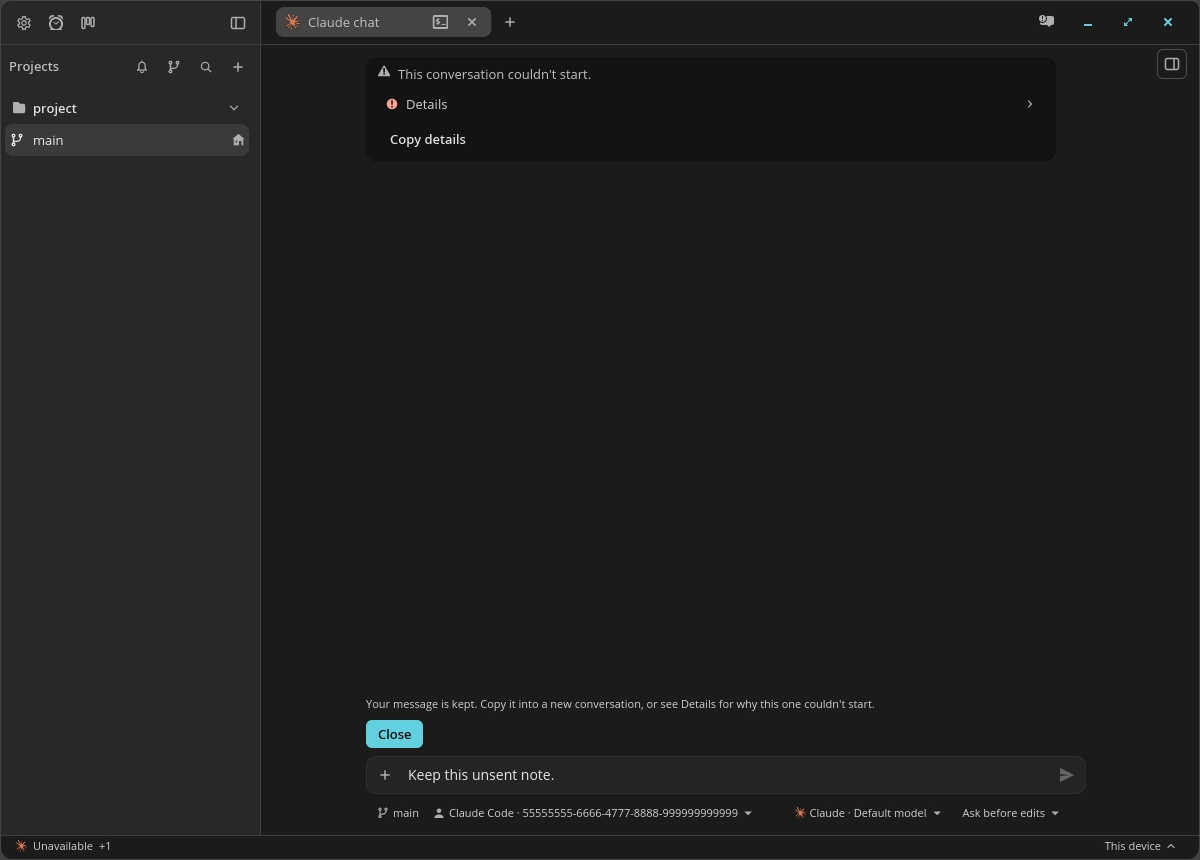 Claude chat
Projects
project
main
This conversation couldn't start.
Details
Copy details
Your message is kept. Copy it into a new conversation, or see Details for why this one couldn't start.
Close
Keep this unsent note.
main
Claude Code · 55555555-6666-4777-8888-999999999999
Claude · Default model
Ask before edits
Unavailable +1
This device